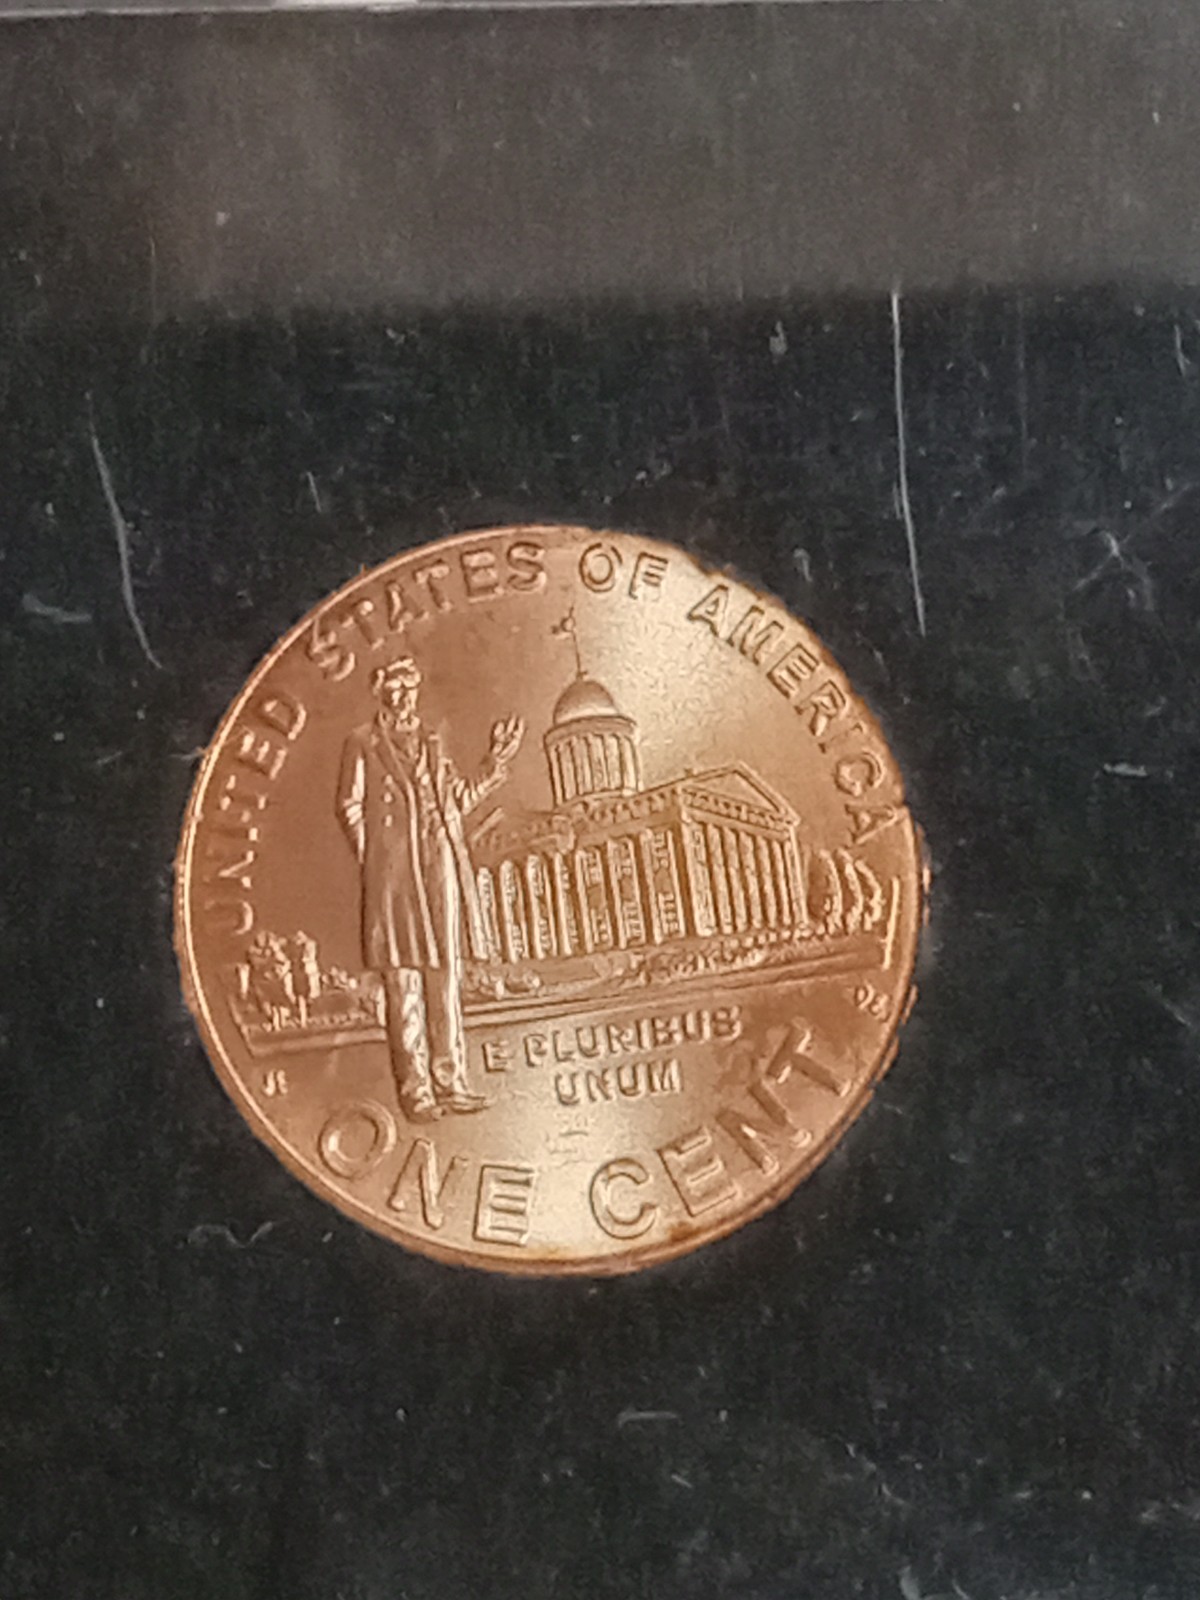 UNITED STATES OF AMERICA
E PLURIBUS
UNUM
ONE CENT